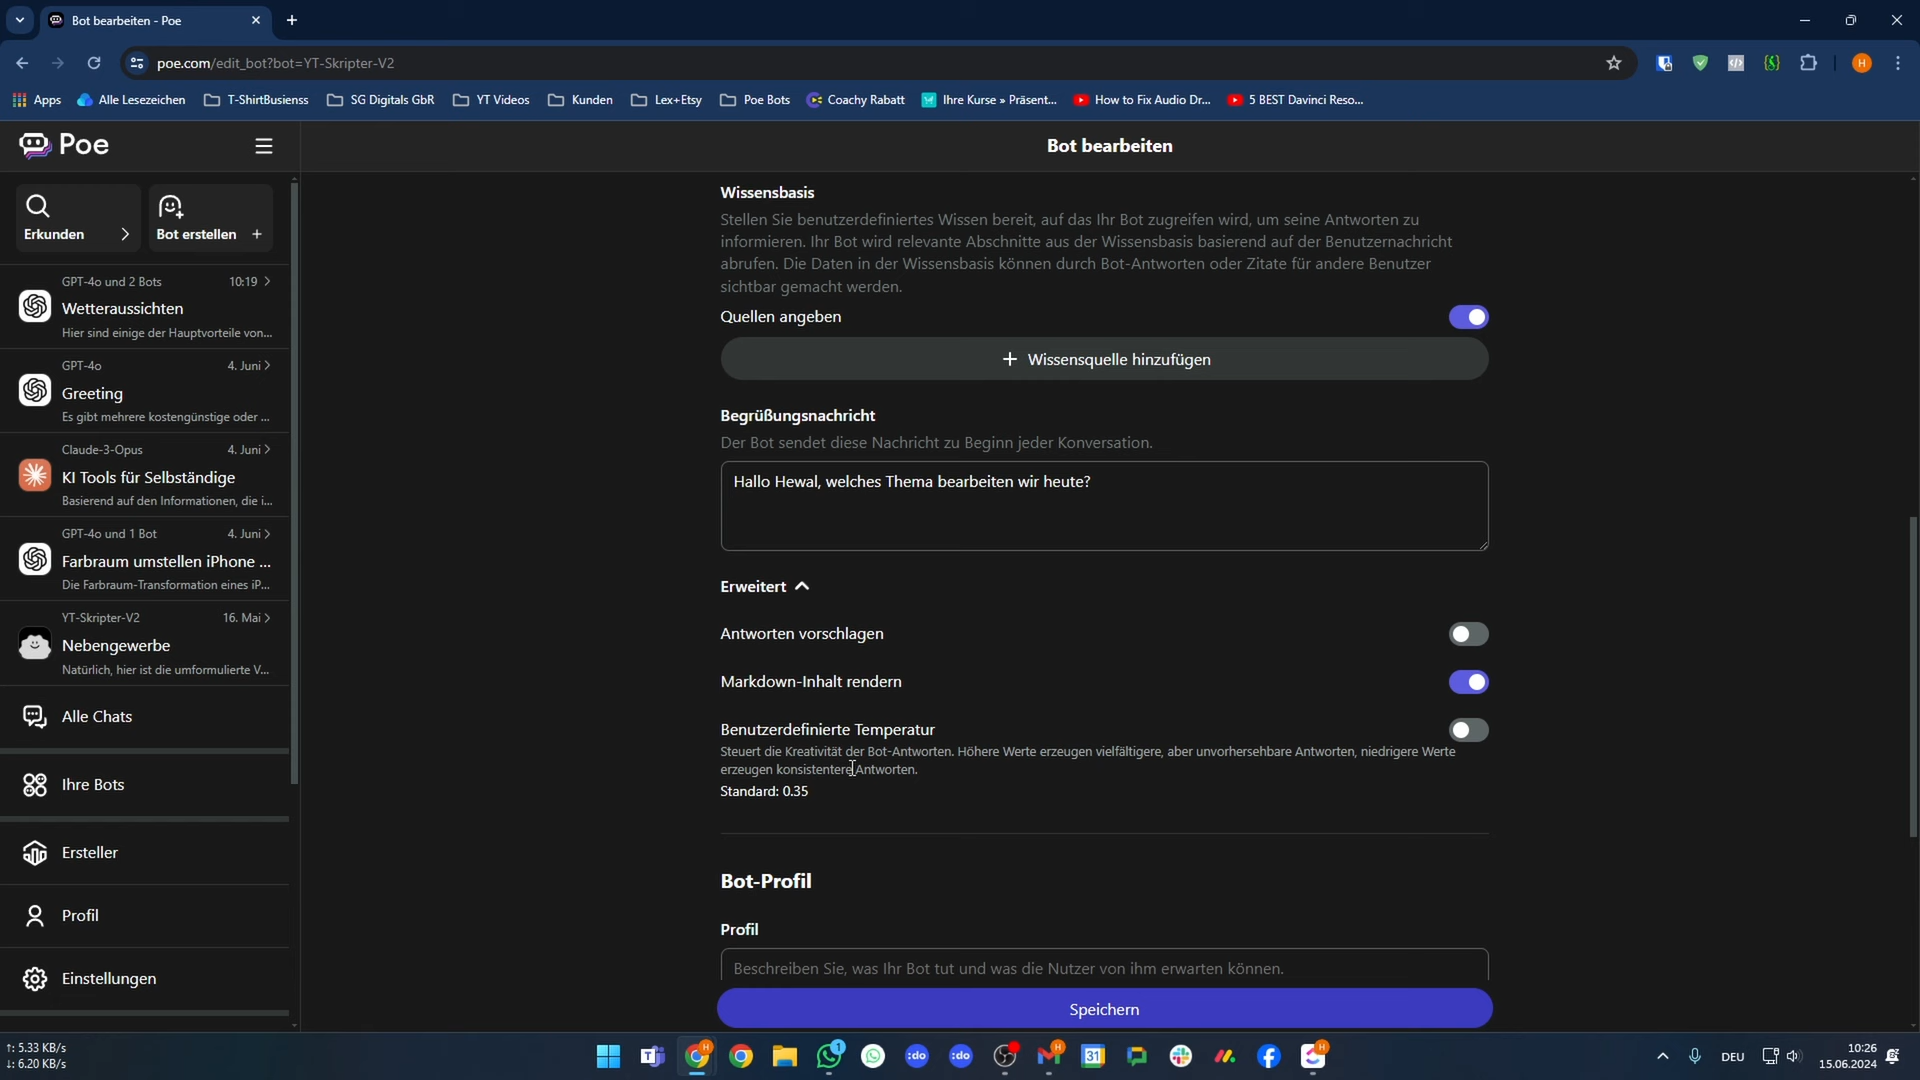 Bot bearbeiten - Poe
poe.com/edit_bot?bot=YT-Skripter-V2
H
Apps
Alle Lesezeichen
T-ShirtBusienss
SG Digitals GbR
YT Videos
Kunden
Lex+Etsy
Poe Bots
Coachy Rabatt
Ihre Kurse » Präsent...
How to Fix Audio Dr...
5 BEST Davinci Reso...
Poe
Bot bearbeiten
Erkunden
Bot erstellen +
GPT-4o und 2 Bots 10:19
Wetteraussichten
Hier sind einige der Hauptvorteile von...
GPT-4o 4. Juni
Greeting
Es gibt mehrere kostengünstige oder ...
Claude-3-Opus 4. Juni
KI Tools für Selbständige
Basierend auf den Informationen, die i...
GPT-4o und 1 Bot 4. Juni
Farbraum umstellen iPhone ...
Die Farbraum-Transformation eines iP...
YT-Skripter-V2 16. Mai
Nebengewerbe
Natürlich, hier ist die umformulierte V...
Alle Chats
Ihre Bots
Ersteller
Profil
Einstellungen
Wissensbasis
Stellen Sie benutzerdefiniertes Wissen bereit, auf das Ihr Bot zugreifen wird, um seine Antworten zu
informieren. Ihr Bot wird relevante Abschnitte aus der Wissensbasis basierend auf der Benutzernachricht
abrufen. Die Daten in der Wissensbasis können durch Bot-Antworten oder Zitate für andere Benutzer
sichtbar gemacht werden.
Quellen angeben
+ Wissensquelle hinzufügen
Begrüßungsnachricht
Der Bot sendet diese Nachricht zu Beginn jeder Konversation.
Hallo Hewal, welches Thema bearbeiten wir heute?
Erweitert
Antworten vorschlagen
Markdown-Inhalt rendern
Benutzerdefinierte Temperatur
Steuert die Kreativität der Bot-Antworten. Höhere Werte erzeugen vielfältigere, aber unvorhersehbare Antworten, niedrigere Werte
erzeugen konsistentere Antworten.
Standard: 0.35
Bot-Profil
Profil
Beschreiben Sie, was Ihr Bot tut und was die Nutzer von ihm erwarten können.
Speichern
↑: 5.33 KB/s
↓: 6.20 KB/s
H
1
:do
:do
H
31
H
DEU
10:26
15.06.2024